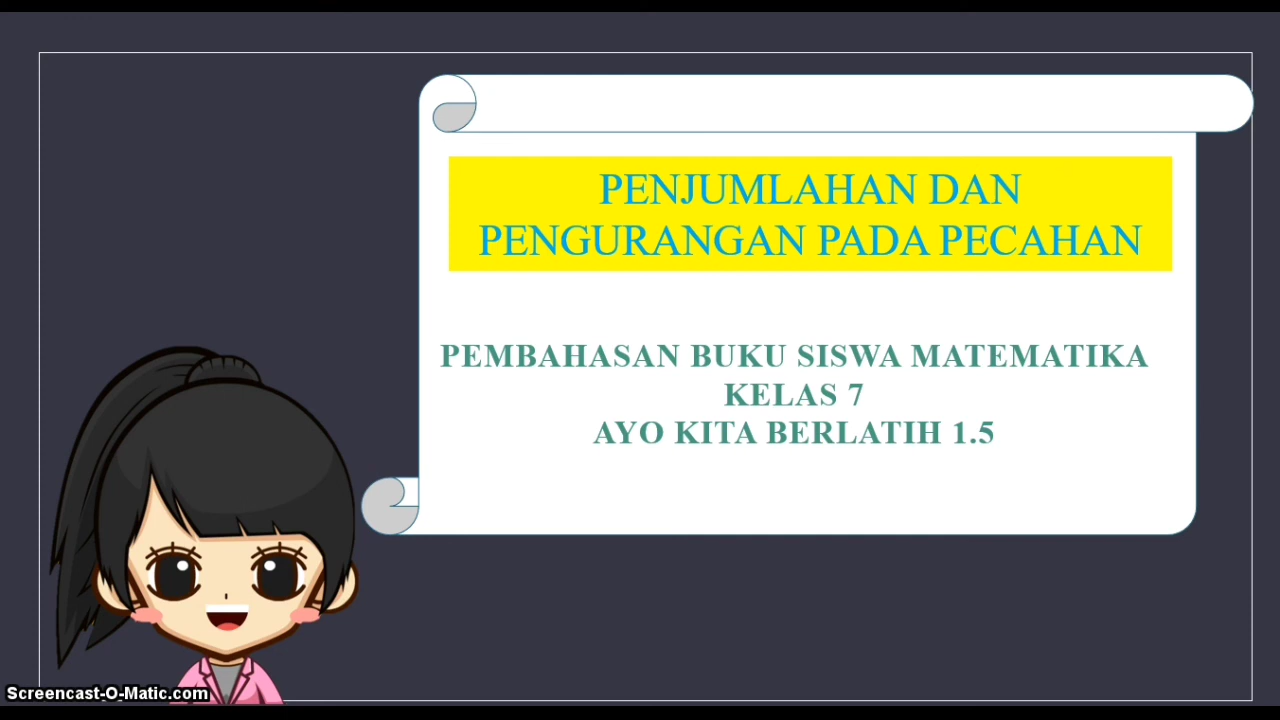 PENJUMLAHAN DAN
PENGURANGAN PADA PECAHAN
PEMBAHASAN BUKU SISWA MATEMATIKA
KELAS 7
AYO KITA BERLATIH 1.5
Screencast-O-Matic.com